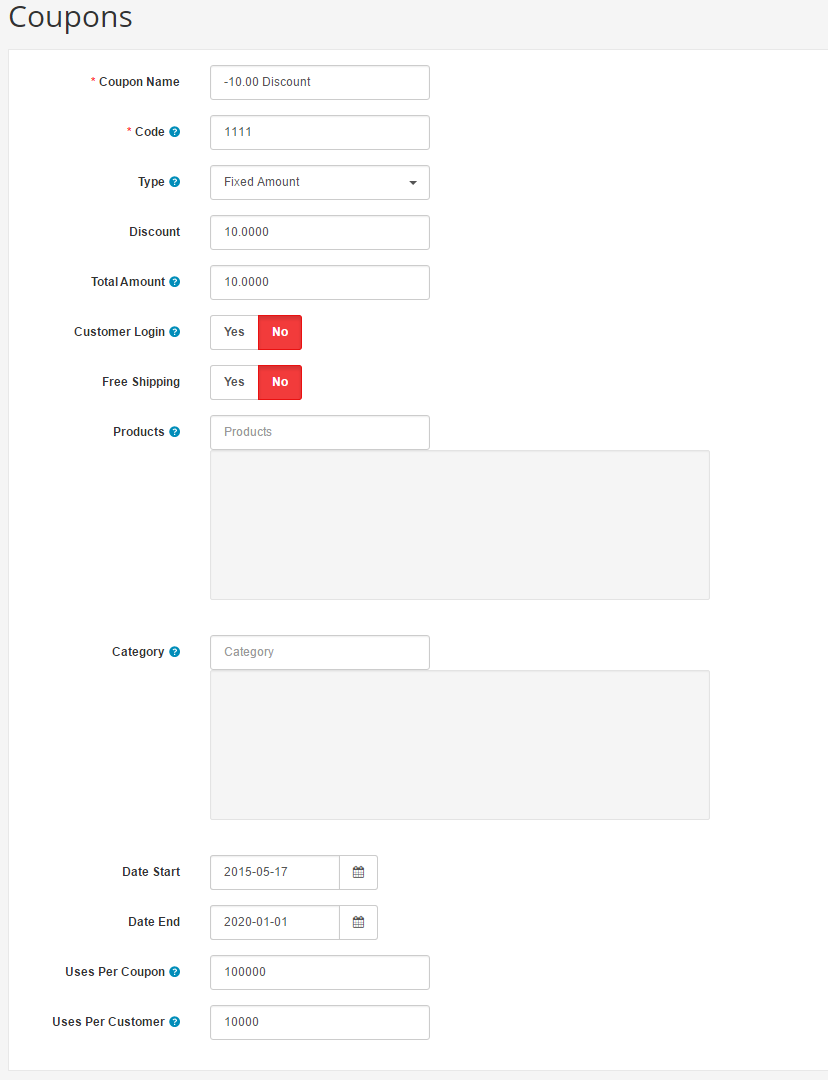 Coupons
* Coupon Name -10.00 Discount
* Code ? 1111
Type ? Fixed Amount
Discount 10.0000
Total Amount ? 10.0000
Customer Login ? Yes No
Free Shipping Yes No
Products ? Products
Category ? Category
Date Start 2015-05-17
Date End 2020-01-01
Uses Per Coupon ? 100000
Uses Per Customer ? 10000